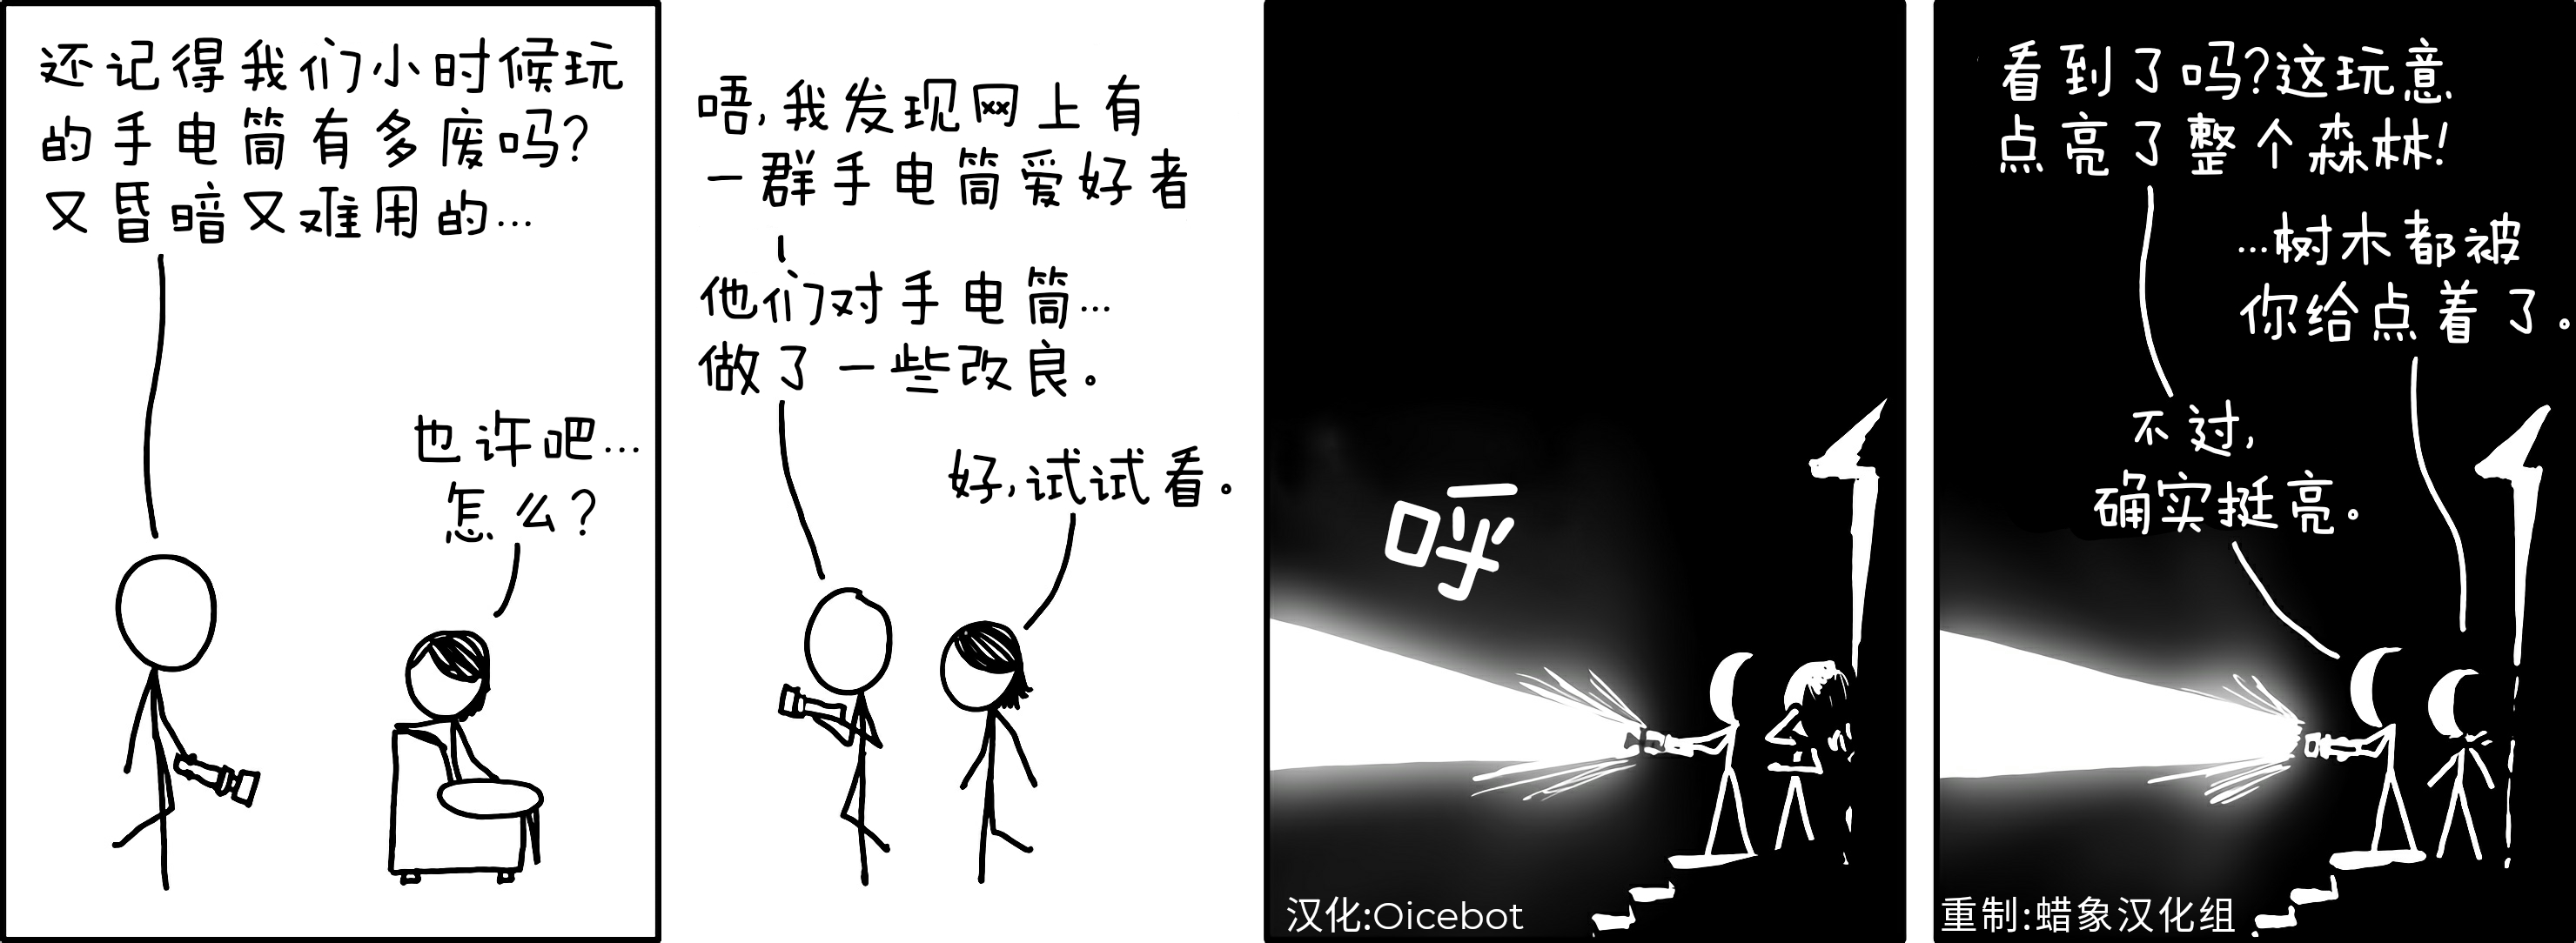 还记得我们小时候玩
的手电筒有多废吗?
又昏暗又难用的…
也许吧…
怎么?
唔,我发现网上有
一群手电筒爱好者
他们对手电筒…
做了一些改良。
好,试试看。
呼
汉化:Oicebot
看到了吗?这玩意
点亮了整个森林!
…树木都被
你给点着了。
不过,
确实挺亮。
重制:蜡象汉化组